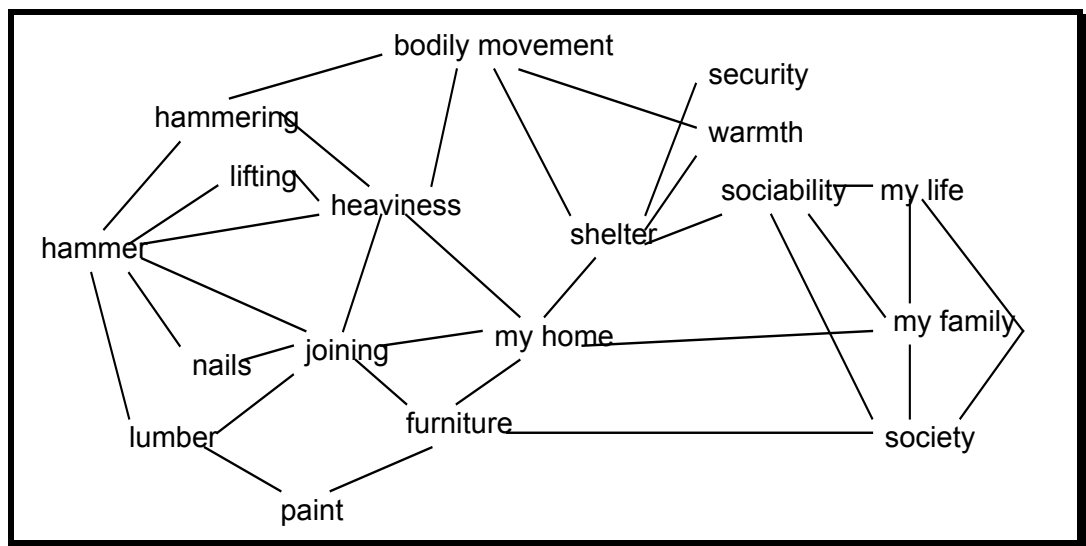 bodily movement
security
hammering
warmth
lifting
sociability
my life
heaviness
shelter
hammer
my family
my home
joining
nails
furniture
lumber
society
paint